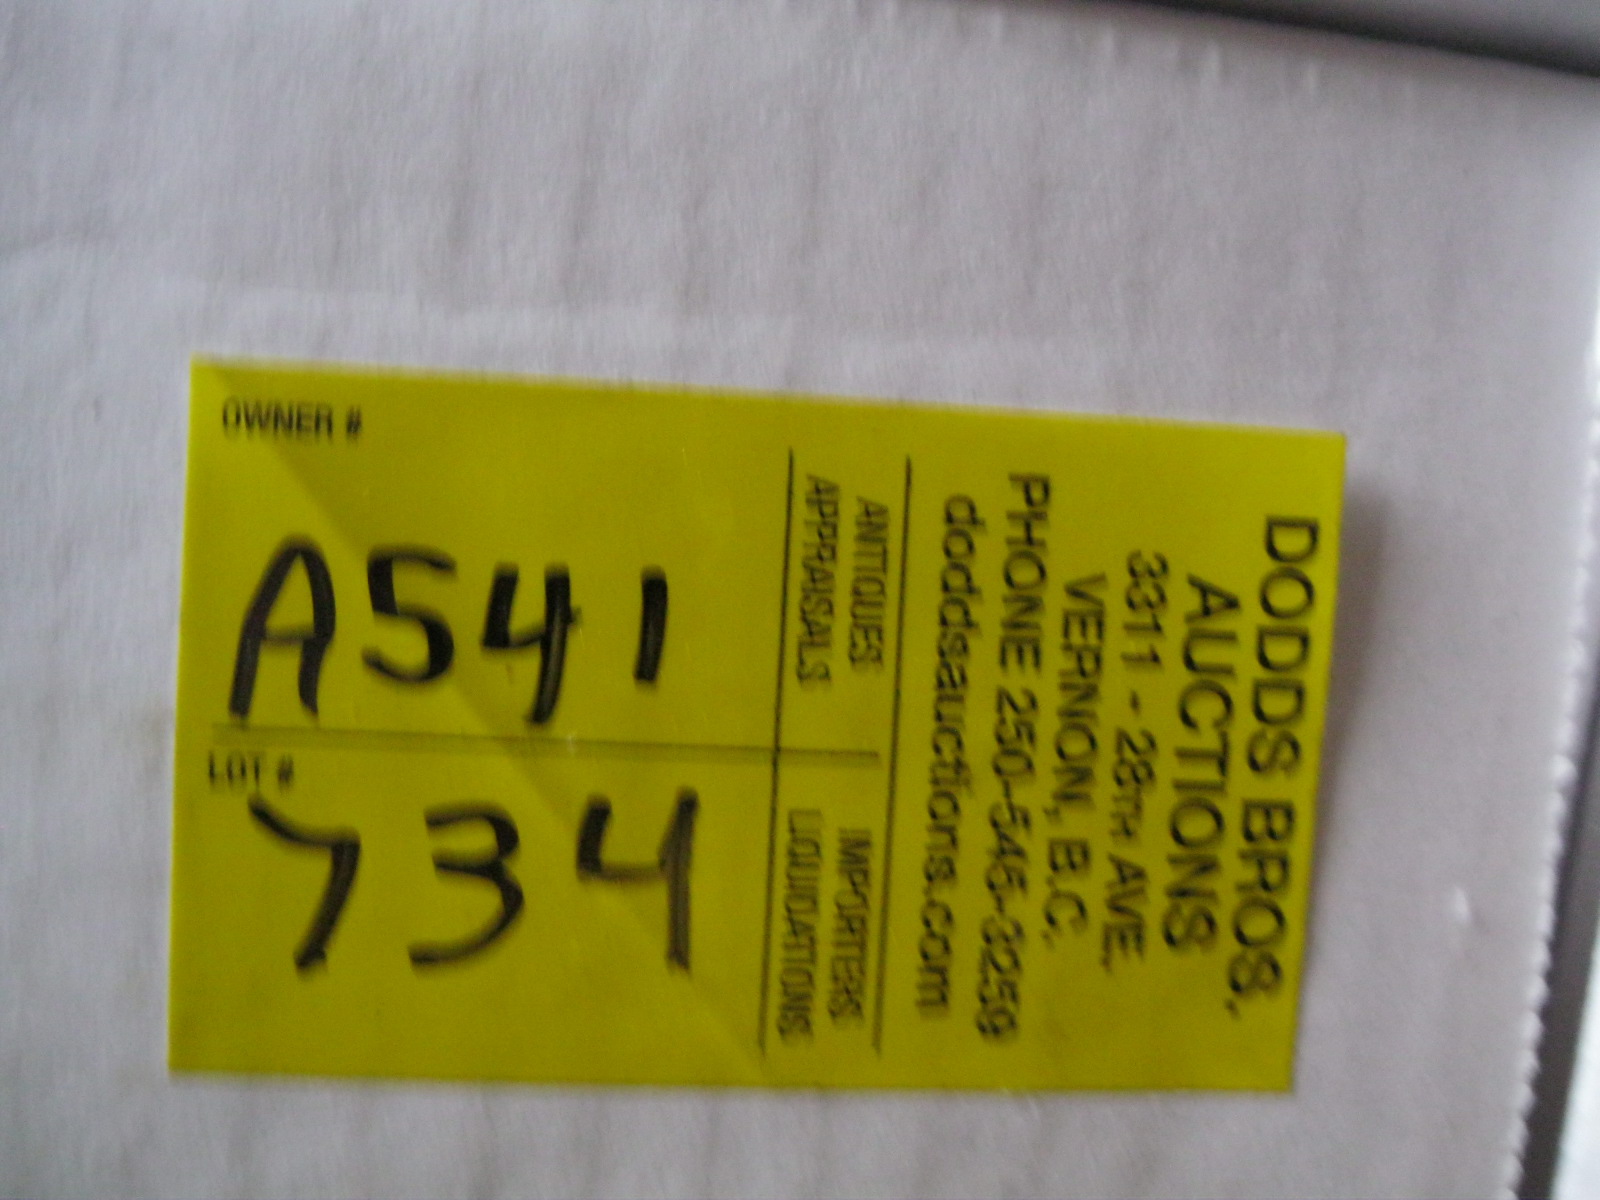 DODDS BROS.
AUCTIONS
3311 - 28TH AVE.
VERNON, B.C.
PHONE 250-545-3259
doddsauctions.com
ANTIQUES
APPRAISALS
IMPORTERS
LIQUIDATIONS
OWNER #
A541
LOT #
734